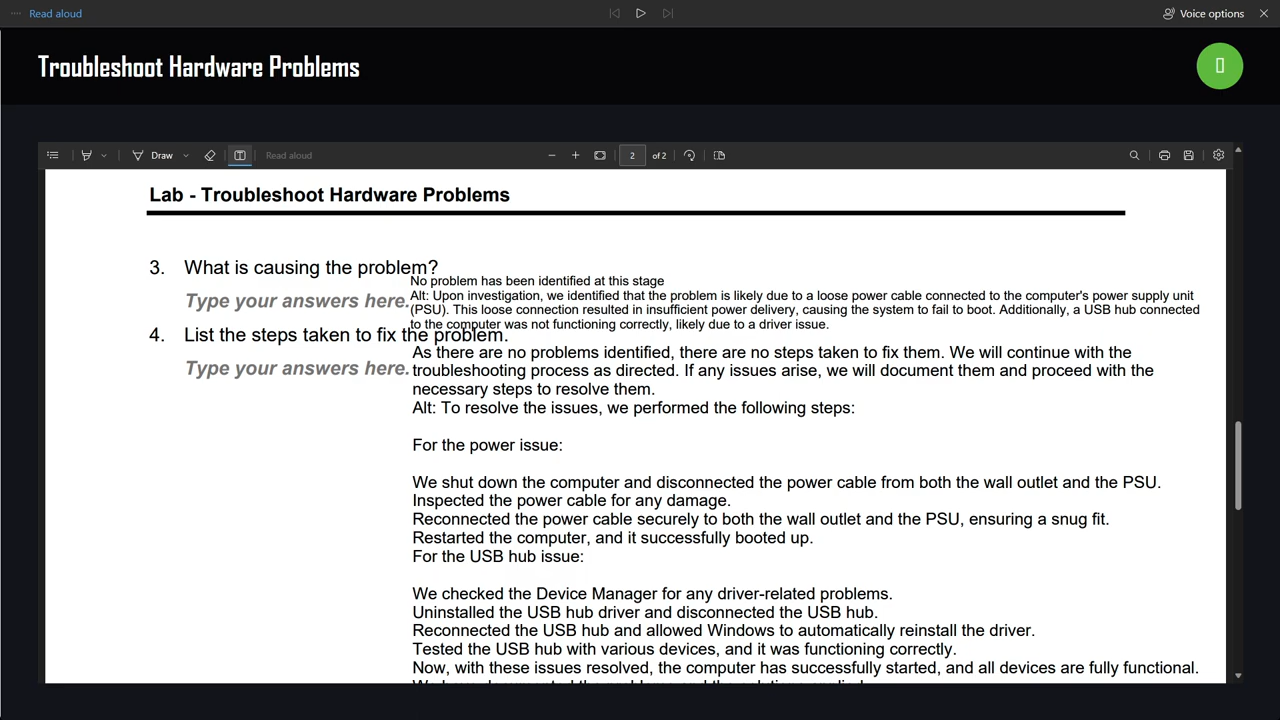 Read aloud
Voice options
Troubleshoot Hardware Problems
Draw
Read aloud
2 of 2
Lab - Troubleshoot Hardware Problems
3. What is causing the problem?
Type your answers here.
No problem has been identified at this stage
Alt: Upon investigation, we identified that the problem is likely due to a loose power cable connected to the computer's power supply unit
(PSU). This loose connection resulted in insufficient power delivery, causing the system to fail to boot. Additionally, a USB hub connected
to the computer was not functioning correctly, likely due to a driver issue.
4. List the steps taken to fix the problem.
Type your answers here.
As there are no problems identified, there are no steps taken to fix them. We will continue with the
troubleshooting process as directed. If any issues arise, we will document them and proceed with the
necessary steps to resolve them.
Alt: To resolve the issues, we performed the following steps:
For the power issue:
We shut down the computer and disconnected the power cable from both the wall outlet and the PSU.
Inspected the power cable for any damage.
Reconnected the power cable securely to both the wall outlet and the PSU, ensuring a snug fit.
Restarted the computer, and it successfully booted up.
For the USB hub issue:
We checked the Device Manager for any driver-related problems.
Uninstalled the USB hub driver and disconnected the USB hub.
Reconnected the USB hub and allowed Windows to automatically reinstall the driver.
Tested the USB hub with various devices, and it was functioning correctly.
Now, with these issues resolved, the computer has successfully started, and all devices are fully functional.